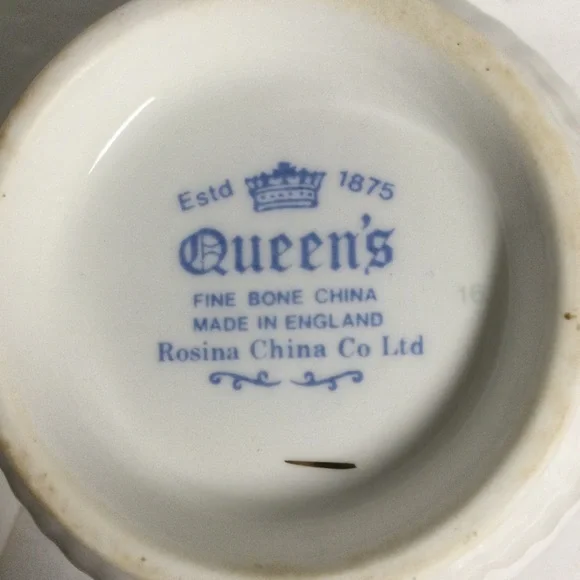 Estd 1875
Queen's
FINE BONE CHINA
MADE IN ENGLAND
Rosina China Co Ltd